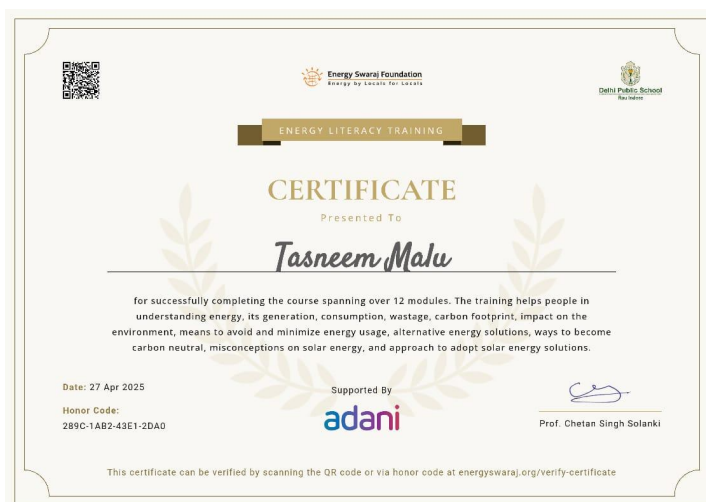 Energy Swaraj Foundation
Energy by Locals for Locals
Delhi Public School
Rau Indore
ENERGY LITERACY TRAINING
CERTIFICATE
Presented To
Tasneem Malu
for successfully completing the course spanning over 12 modules. The training helps people in
understanding energy, its generation, consumption, wastage, carbon footprint, impact on the
environment, means to avoid and minimize energy usage, alternative energy solutions, ways to become
carbon neutral, misconceptions on solar energy, and approach to adopt solar energy solutions.
Date: 27 Apr 2025
Honor Code:
289C-1AB2-43E1-2DA0
Supported By
adani
Prof. Chetan Singh Solanki
This certificate can be verified by scanning the QR code or via honor code at energyswaraj.org/verify-certificate